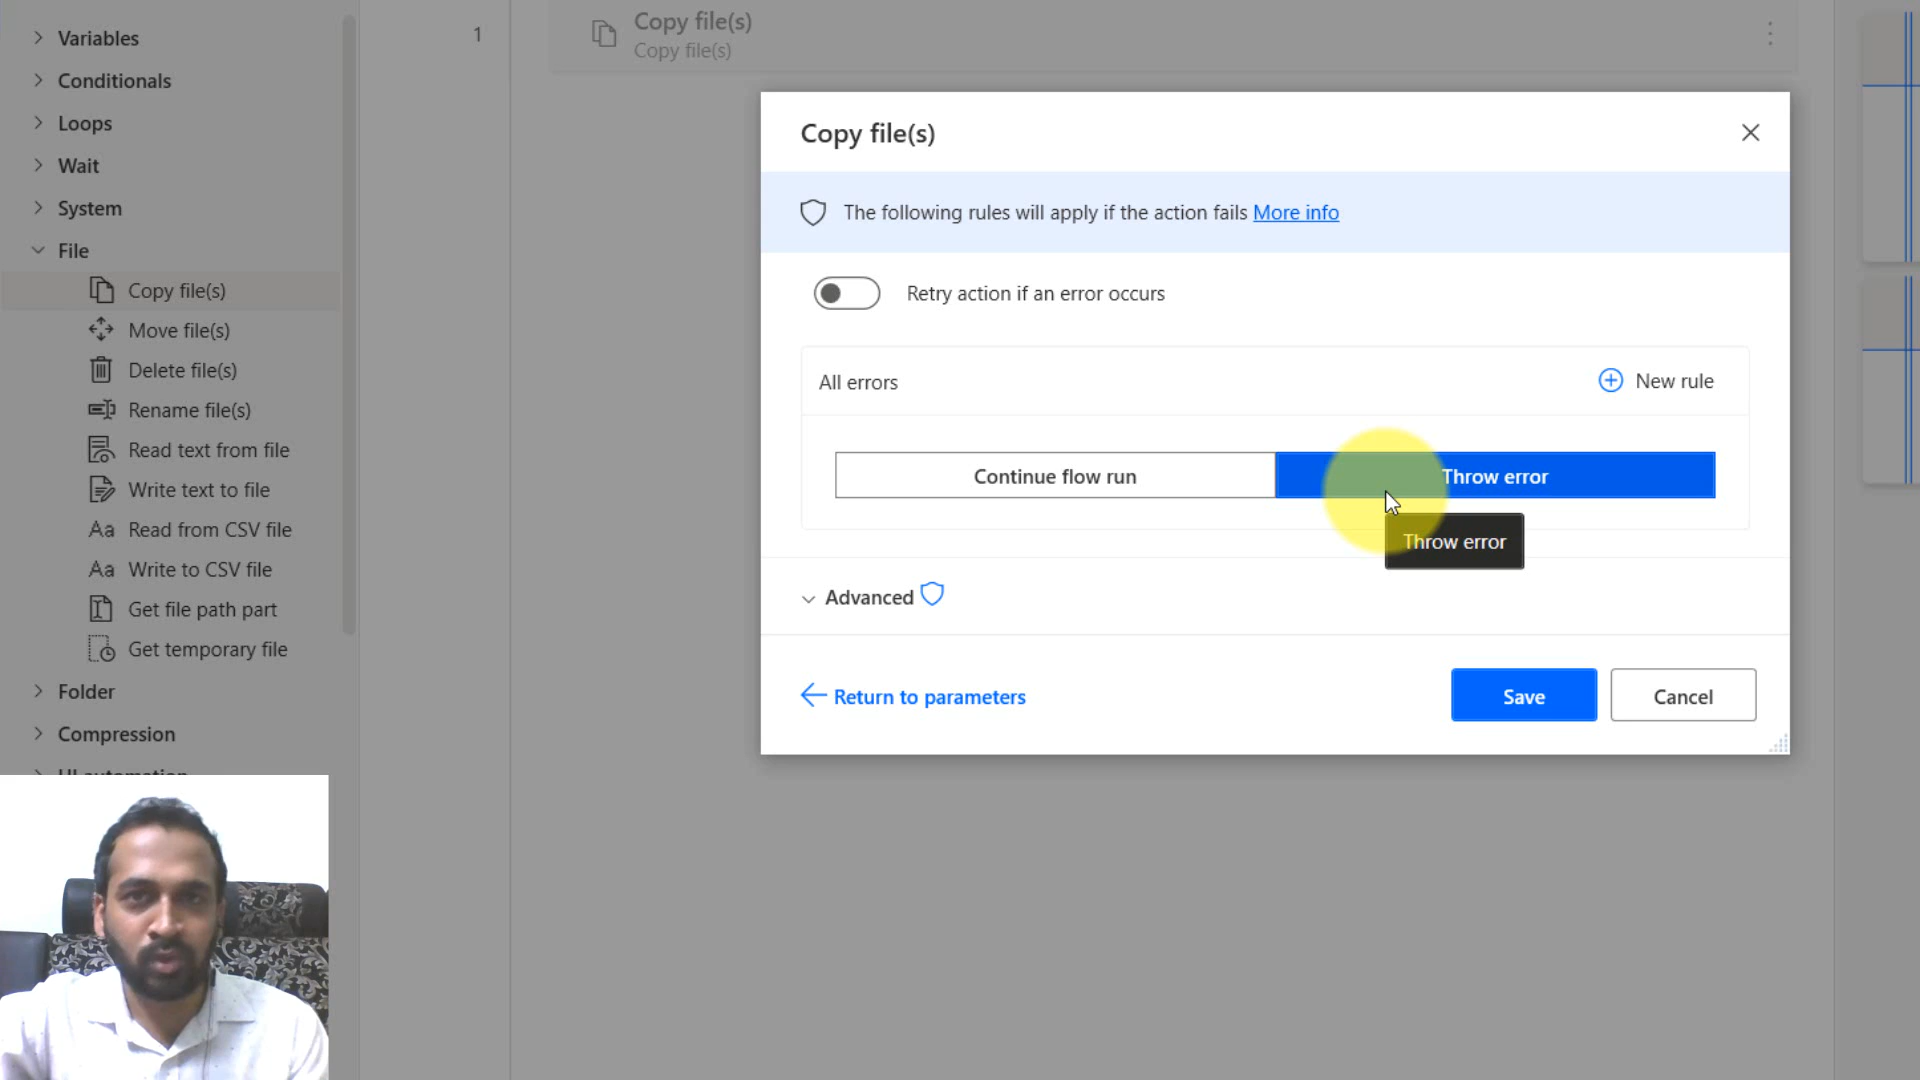 Variables
Conditionals
Loops
Wait
System
File
Copy file(s)
Move file(s)
Delete file(s)
Rename file(s)
Read text from file
Write text to file
Aa Read from CSV file
Aa Write to CSV file
Get file path part
Get temporary file
Folder
Compression
UI automation
1
Copy file(s)
Copy file(s)
Copy file(s)
The following rules will apply if the action fails More info
Retry action if an error occurs
All errors
New rule
Continue flow run
Throw error
Throw error
Advanced
Return to parameters
Save
Cancel